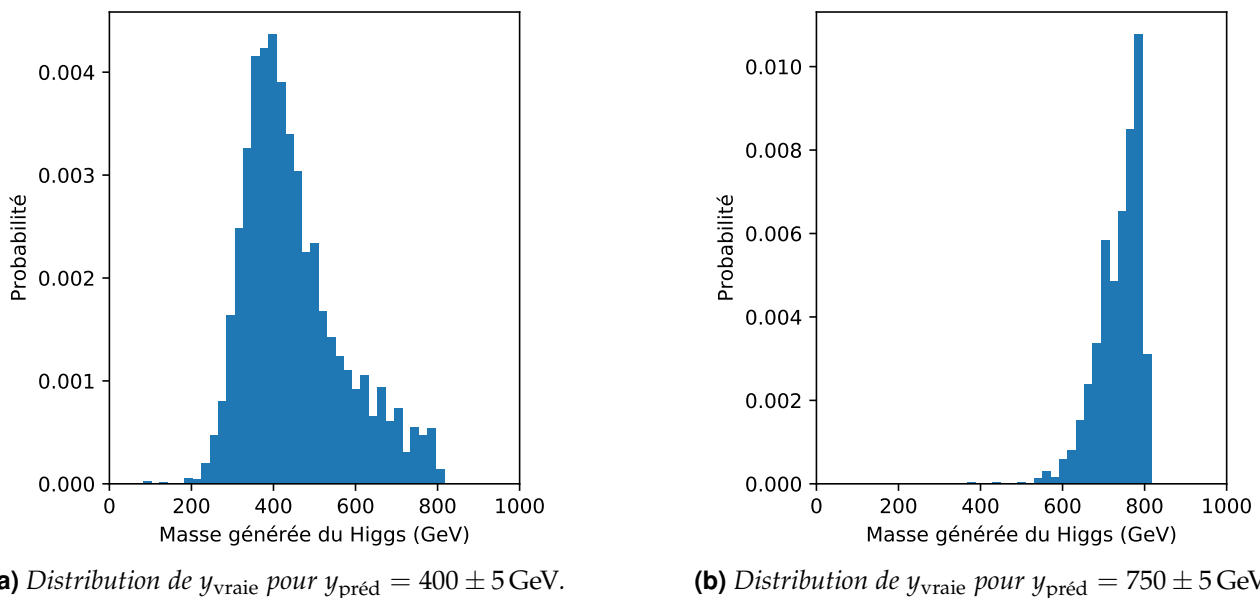 0.004
0.003
0.002
0.001
0.000
Probabilité
0 200 400 600 800 1000
Masse générée du Higgs (GeV)
a) Distribution de y_vraie pour y_préd = 400 ± 5 GeV.
0.010
0.008
0.006
0.004
0.002
0.000
Probabilité
0 200 400 600 800 1000
Masse générée du Higgs (GeV)
(b) Distribution de y_vraie pour y_préd = 750 ± 5 GeV